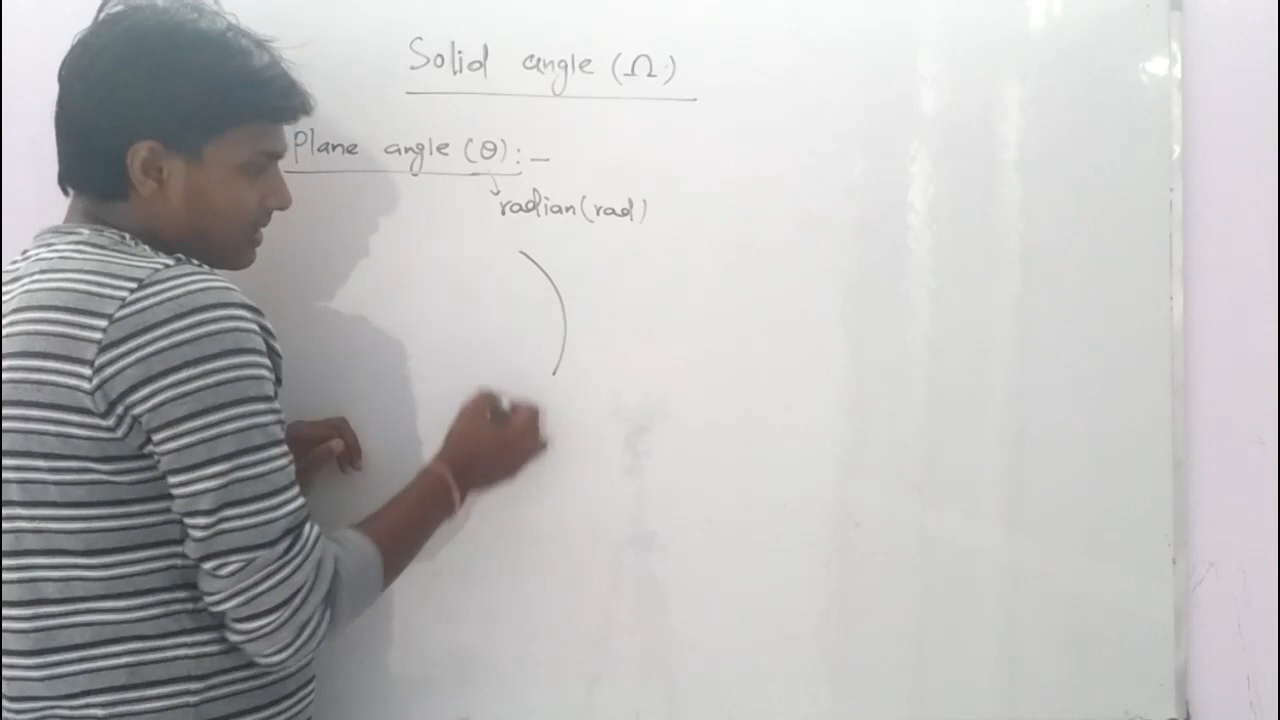 Solid angle (Ω)
Plane angle (θ) : –
radian (rad)